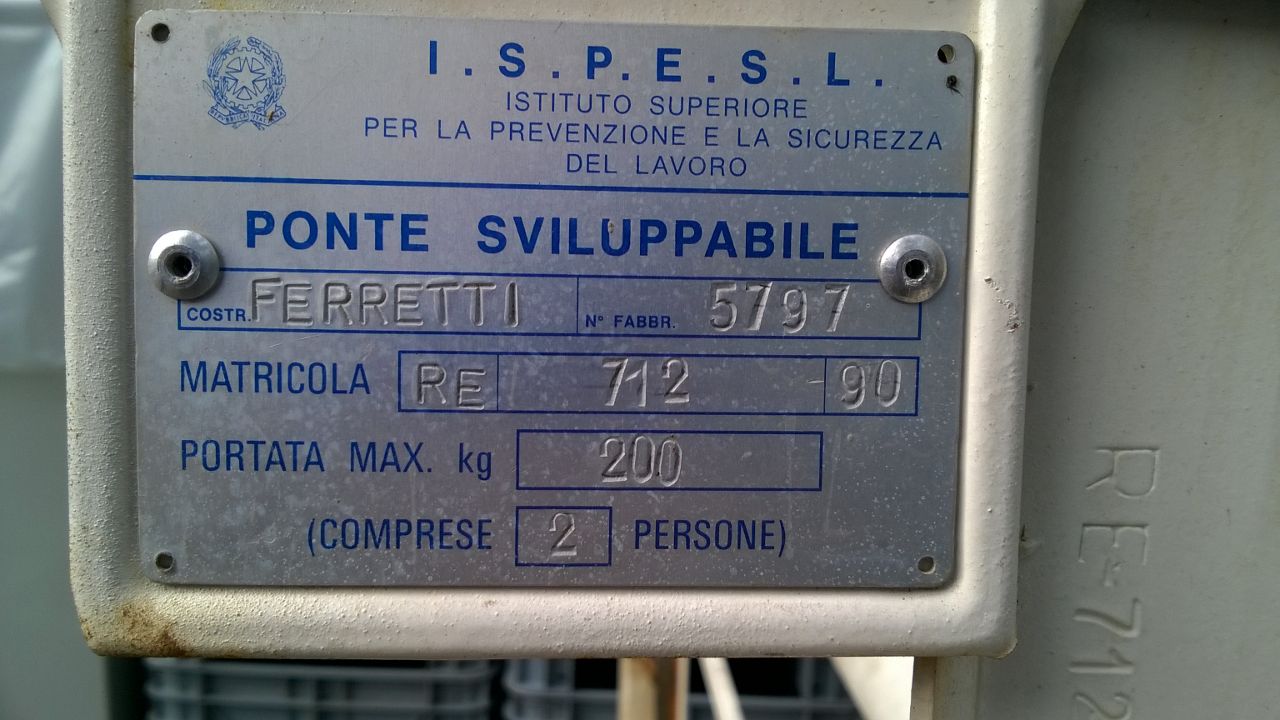 I.S.P.E.S.L.
ISTITUTO SUPERIORE
PER LA PREVENZIONE E LA SICUREZZA
DEL LAVORO
PONTE SVILUPPABILE
COSTR. FERRETTI N° FABBR. 5797
MATRICOLA RE 712 -90
PORTATA MAX. kg 200
(COMPRESE 2 PERSONE)
RE-712